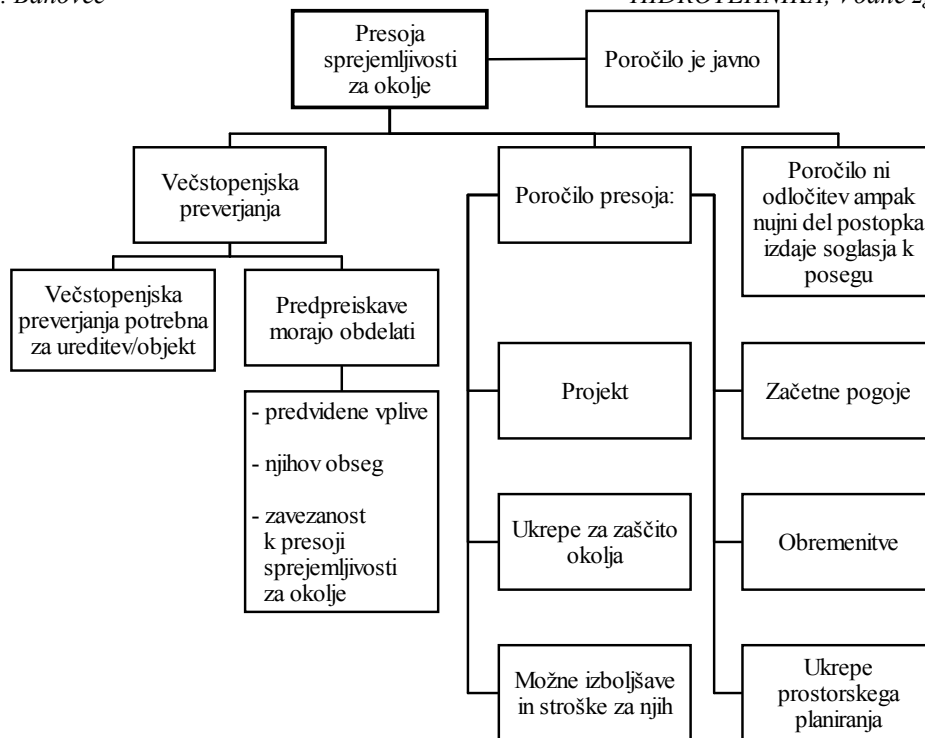 . Banovec
HIDROTEHNIKA, Vodne zg
Presoja
sprejemljivosti
za okolje
Poročilo je javno
Večstopenjska
preverjanja
Poročilo presoja:
Poročilo ni
odločitev ampak
nujni del postopka
izdaje soglasja k
posegu
Večstopenjska
preverjanja potrebna
za ureditev/objekt
Predpreiskave
morajo obdelati
- predvidene vplive
- njihov obseg
- zavezanost
k presoji
sprejemljivosti
za okolje
Projekt
Začetne pogoje
Ukrepe za zaščito
okolja
Obremenitve
Možne izboljšave
in stroške za njih
Ukrepe
prostorskega
planiranja